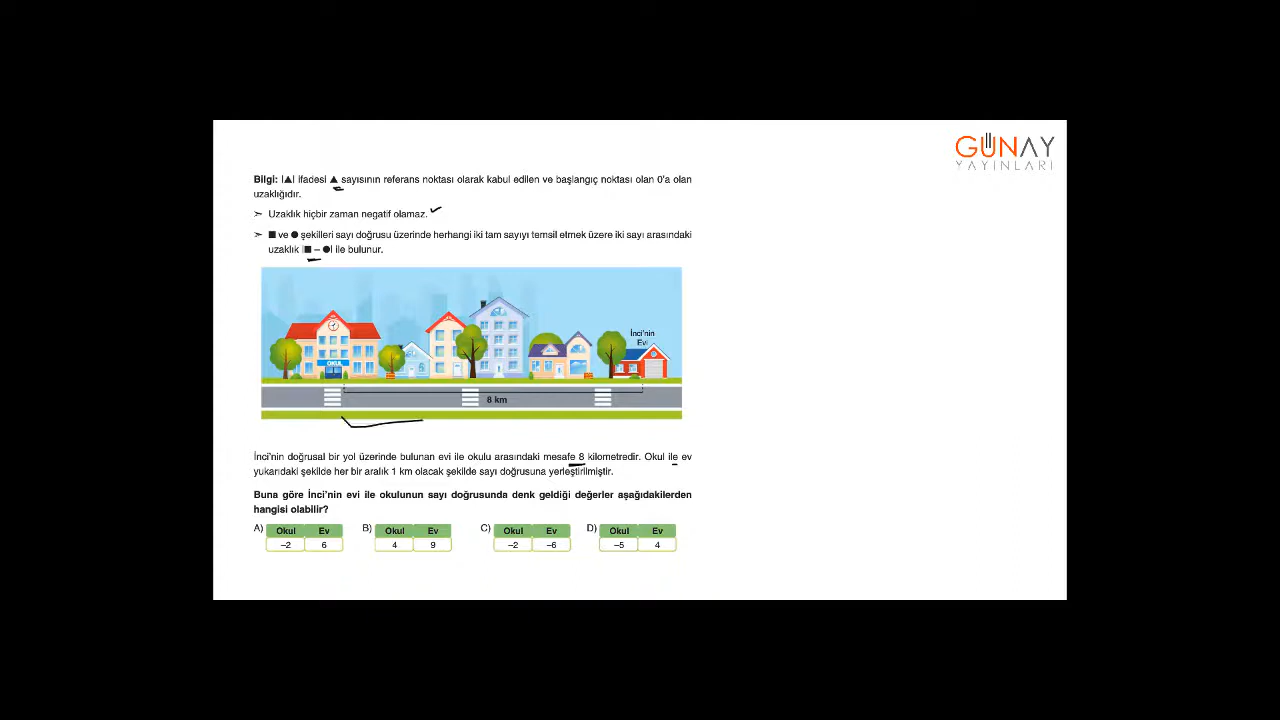 GÜNAY
YAYINLARI
Bilgi: |▲| ifadesi ▲ sayısının referans noktası olarak kabul edilen ve başlangıç noktası olan 0'a olan
uzaklığıdır.
➢ Uzaklık hiçbir zaman negatif olamaz.
➢ ■ ve ● şekilleri sayı doğrusu üzerinde herhangi iki tam sayıyı temsil etmek üzere iki sayı arasındaki
uzaklık |■ – ●| ile bulunur.
İnci'nin
Evi
OKUL
8 km
İnci'nin doğrusal bir yol üzerinde bulunan evi ile okulu arasındaki mesafe 8 kilometredir. Okul ile ev
yukarıdaki şekilde her bir aralık 1 km olacak şekilde sayı doğrusuna yerleştirilmiştir.
Buna göre İnci'nin evi ile okulunun sayı doğrusunda denk geldiği değerler aşağıdakilerden
hangisi olabilir?
A) Okul Ev B) Okul Ev C) Okul Ev D) Okul Ev
–2 6 4 9 –2 –6 –5 4